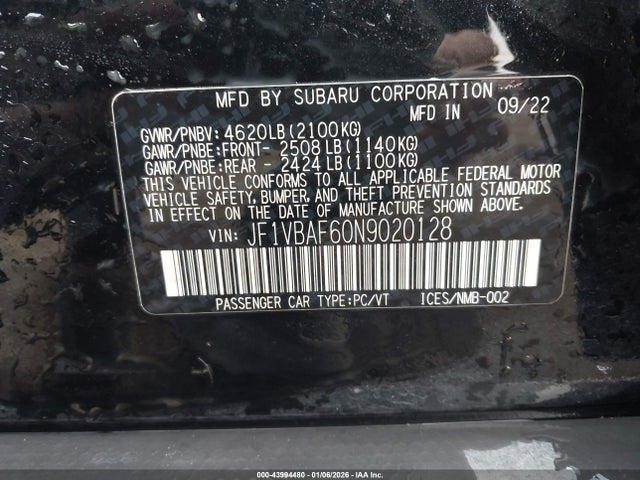 MFD BY SUBARU CORPORATION
MFD IN 09/22
GVWR/PNBV: 4620LB(2100KG)
GAWR/PNBE:FRONT- 2508LB(1140KG)
GAWR/PNBE:REAR - 2424LB(1100KG)
THIS VEHICLE CONFORMS TO ALL APPLICABLE FEDERAL MOTOR
VEHICLE SAFETY, BUMPER, AND THEFT PREVENTION STANDARDS
IN EFFECT ON THE DATE OF MANUFACTURE SHOWN ABOVE.
VIN: JF1VBAF60N9020128
PASSENGER CAR TYPE:PC/VT ICES/NMB-002
000-43994480 - 01/06/2026 - IAA Inc.